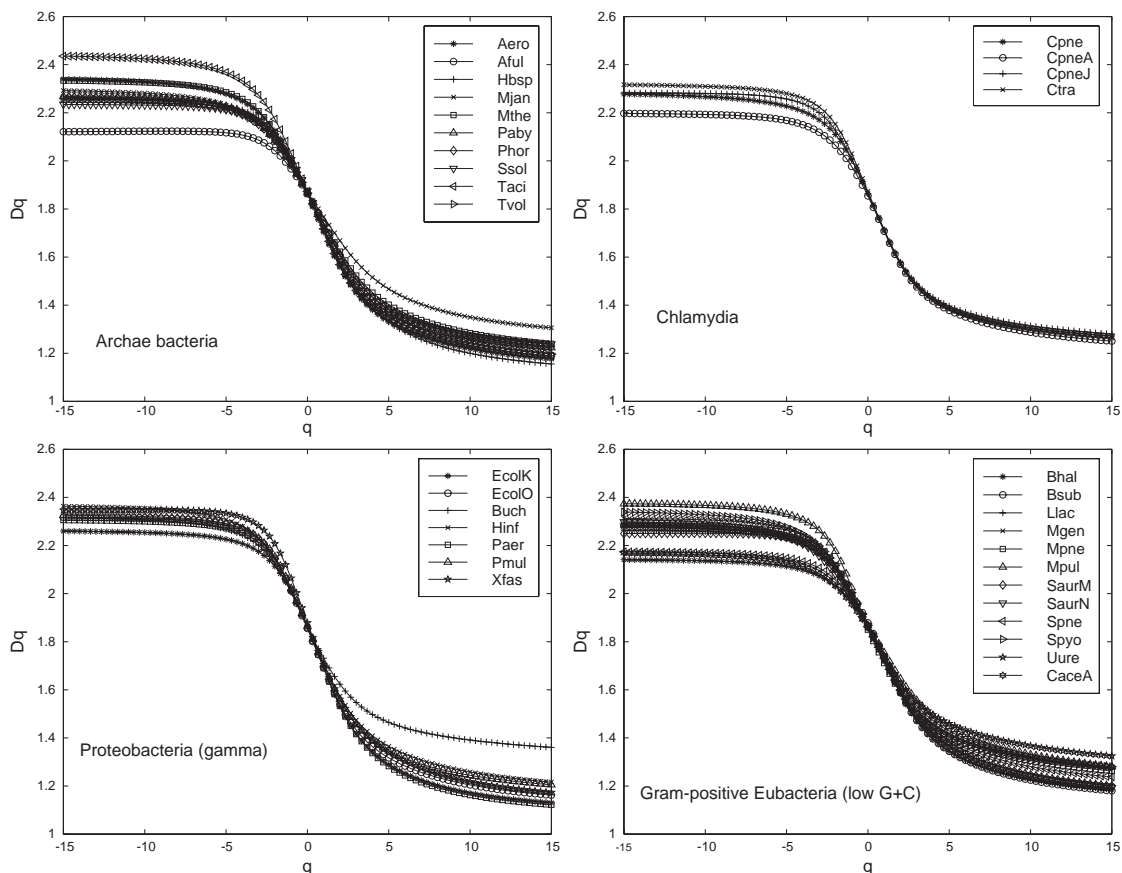 2.6
2.4
2.2
2
1.8
1.6
1.4
1.2
1
Dq
-15
-10
-5
0
5
10
15
q
Aero
Aful
Hbsp
Mjan
Mthe
Paby
Phor
Ssol
Taci
Tvol
Archae bacteria
2.6
2.4
2.2
2
1.8
1.6
1.4
1.2
1
Dq
-15
-10
-5
0
5
10
15
q
Cpne
CpneA
CpneJ
Ctra
Chlamydia
2.6
2.4
2.2
2
1.8
1.6
1.4
1.2
1
Dq
-15
-10
-5
0
5
10
15
q
EcolK
EcolO
Buch
Hinf
Paer
Pmul
Xfas
Proteobacteria (gamma)
2.6
2.4
2.2
2
1.8
1.6
1.4
1.2
1
Dq
-15
-10
-5
0
5
10
15
q
Bhal
Bsub
Llac
Mgen
Mpne
Mpul
SaurM
SaurN
Spne
Spyo
Uure
CaceA
Gram-positive Eubacteria (low G+C)